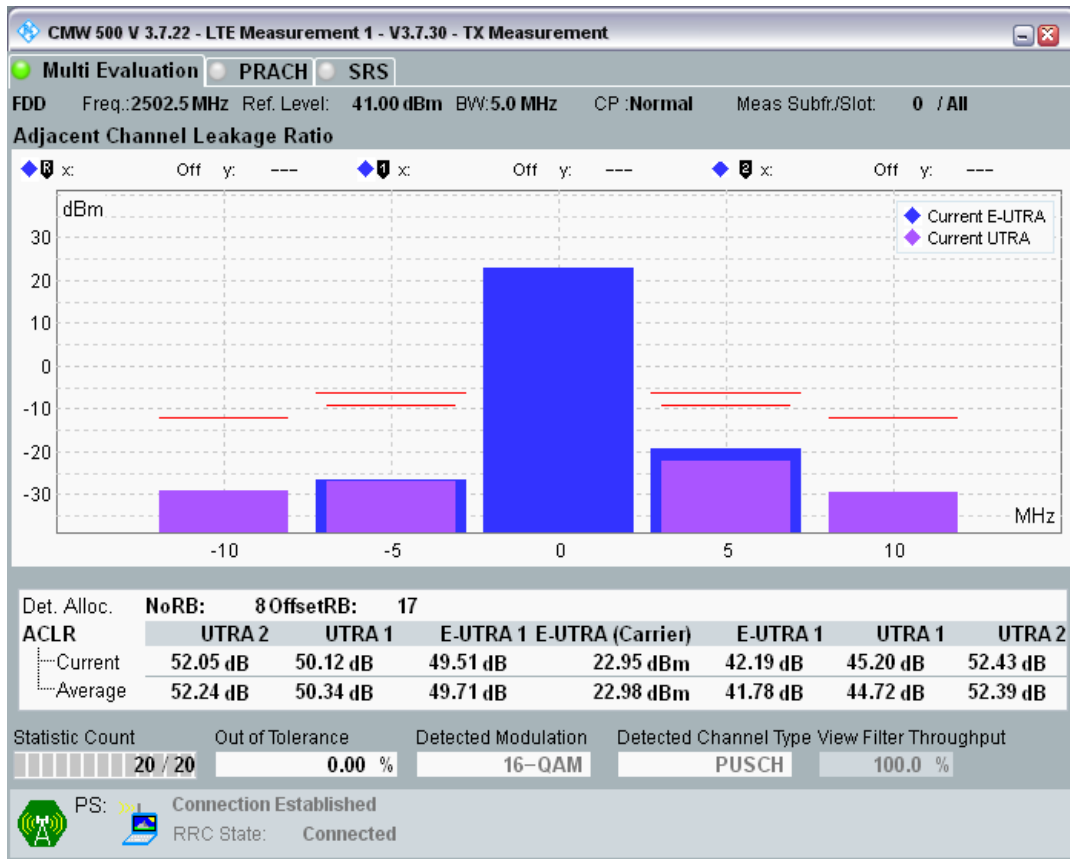 CMW 500 V 3.7.22 - LTE Measurement 1 - V3.7.30 - TX Measurement
Multi Evaluation PRACH SRS
FDD Freq.:2502.5 MHz Ref. Level: 41.00 dBm BW:5.0 MHz CP :Normal Meas Subfr./Slot: 0 / All
Adjacent Channel Leakage Ratio
R x: Off y: --- 1 x: Off y: --- 2 x: Off y: ---
dBm
Current E-UTRA
Current UTRA
30
20
10
0
-10
-20
-30
MHz
-10 -5 0 5 10
Det. Alloc. NoRB: 8 OffsetRB: 17
ACLR UTRA 2 UTRA 1 E-UTRA 1 E-UTRA (Carrier) E-UTRA 1 UTRA 1 UTRA 2
Current 52.05 dB 50.12 dB 49.51 dB 22.95 dBm 42.19 dB 45.20 dB 52.43 dB
Average 52.24 dB 50.34 dB 49.71 dB 22.98 dBm 41.78 dB 44.72 dB 52.39 dB
Statistic Count Out of Tolerance Detected Modulation Detected Channel Type View Filter Throughput
20 / 20 0.00 % 16-QAM PUSCH 100.0 %
PS: Connection Established
RRC State: Connected